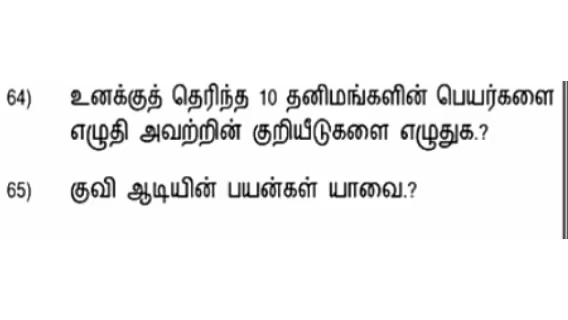 64) உனக்குத் தெரிந்த 10 தனிமங்களின் பெயர்களை
எழுதி அவற்றின் குறியீடுகளை எழுதுக.?
65) குவி ஆடியின் பயன்கள் யாவை.?